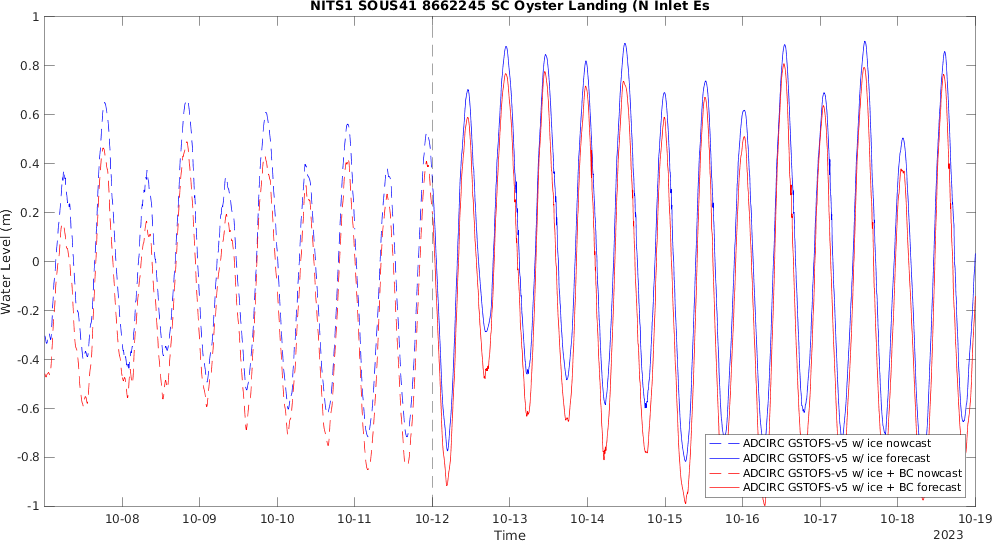 NITS1 SOUS41 8662245 SC Oyster Landing (N Inlet Es
1
0.8
0.6
0.4
0.2
0
-0.2
-0.4
-0.6
-0.8
-1
Water Level (m)
ADCIRC GSTOFS-v5 w/ ice nowcast
ADCIRC GSTOFS-v5 w/ ice forecast
ADCIRC GSTOFS-v5 w/ ice + BC nowcast
ADCIRC GSTOFS-v5 w/ ice + BC forecast
10-08 10-09 10-10 10-11 10-12 10-13 10-14 10-15 10-16 10-17 10-18 10-19
Time
2023